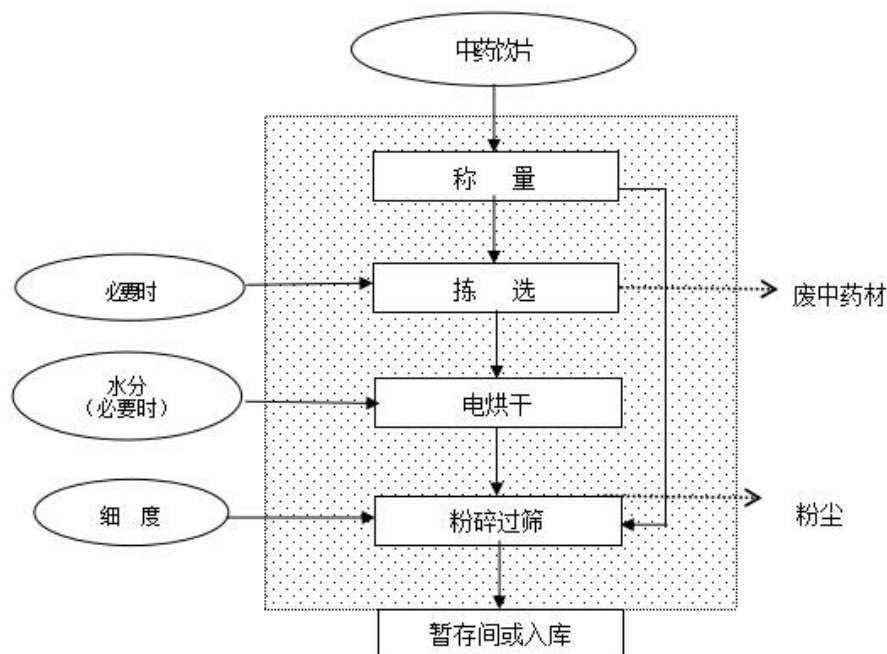 中药饮片
称 量
必要时
拣 选
废中药材
水分
（必要时）
电烘干
细 度
粉碎过筛
粉尘
暂存间或入库